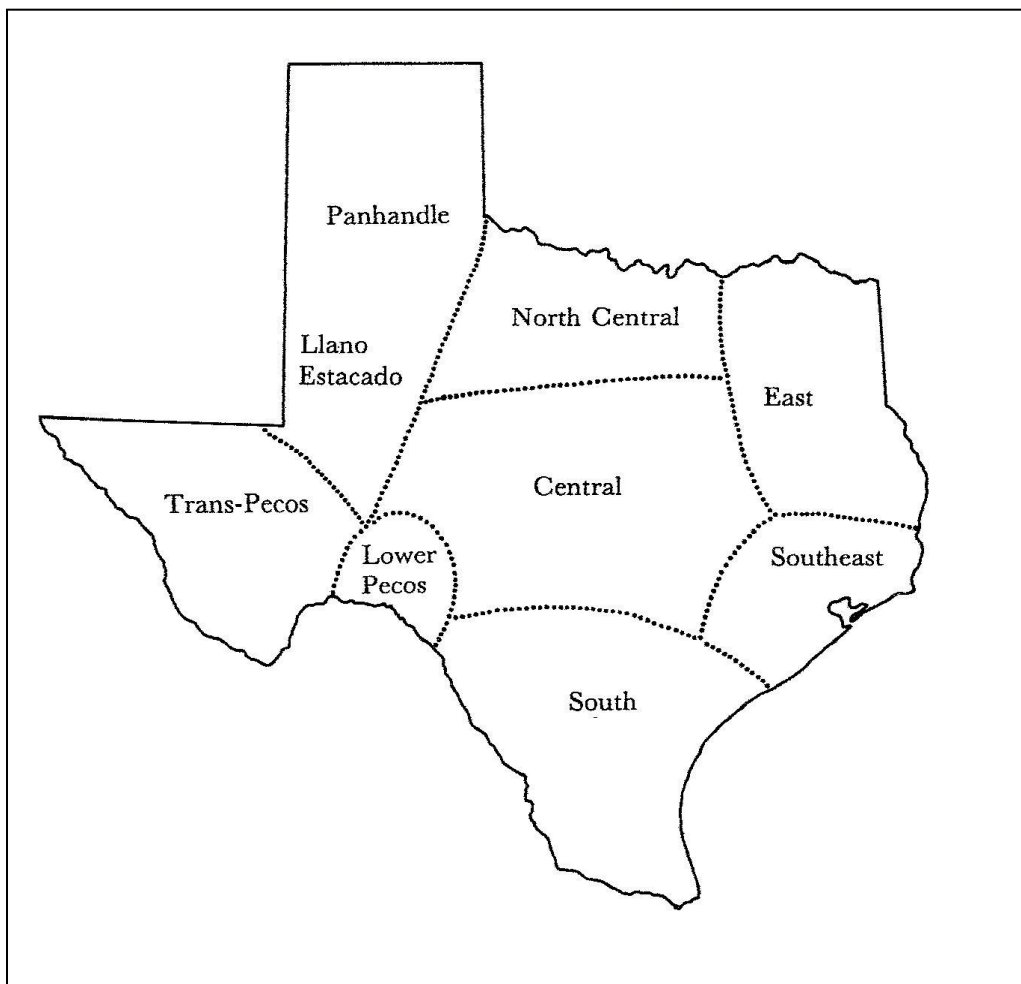 Panhandle
North Central
Llano
Estacado
East
Central
Trans-Pecos
Lower
Pecos
Southeast
South